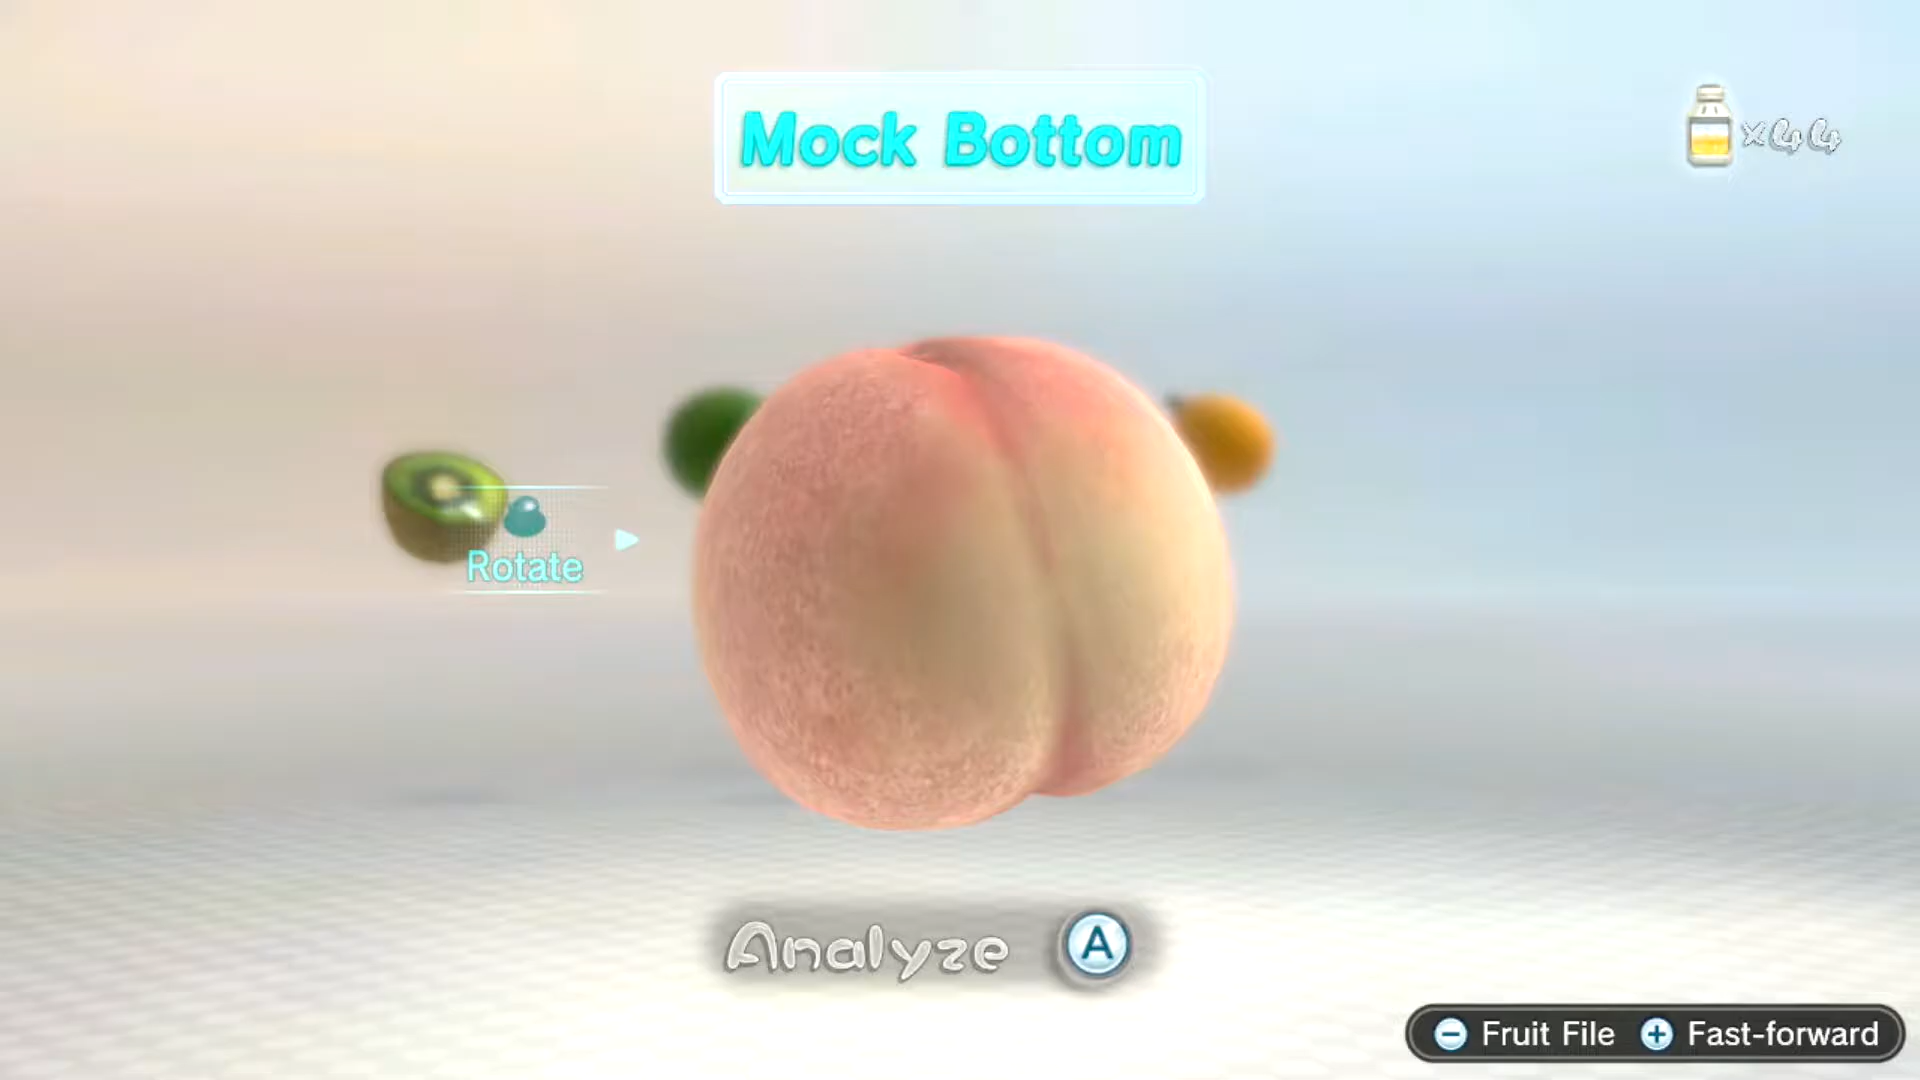 Mock Bottom
×44
Rotate
Analyze A
− Fruit File + Fast-forward